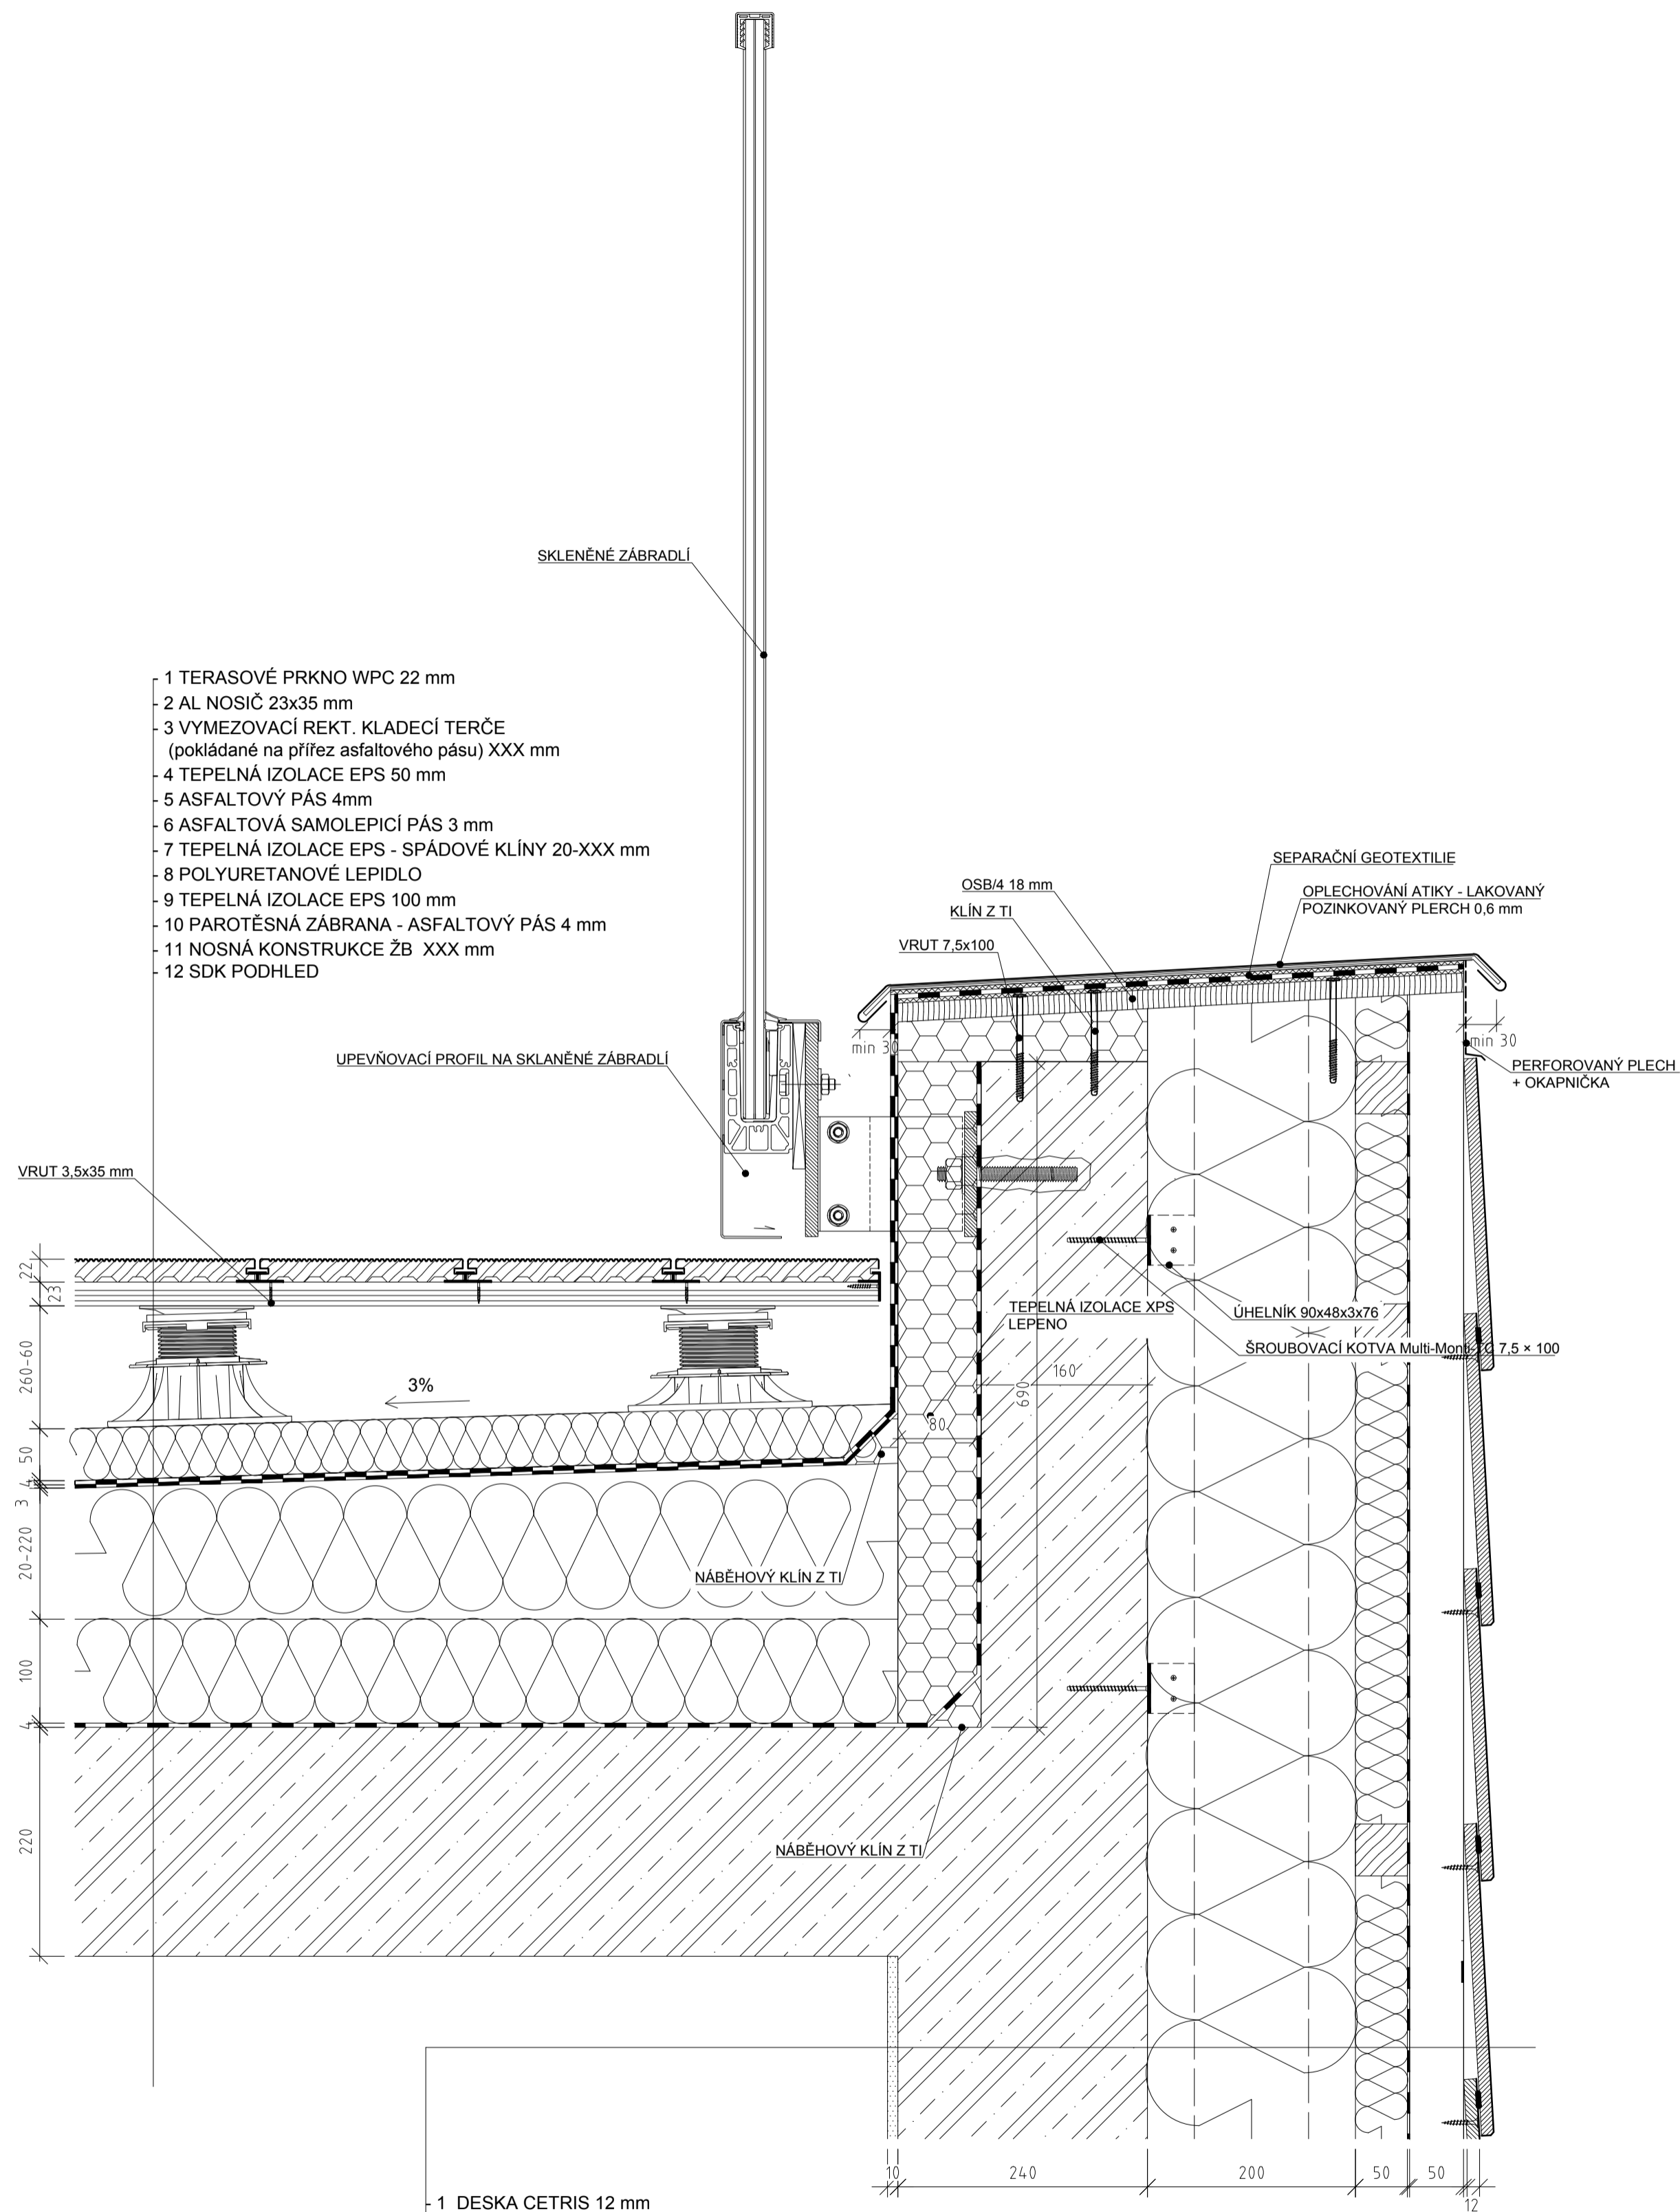 SKLENĚNÉ ZÁBRADLÍ
1 TERASOVÉ PRKNO WPC 22 mm
2 AL NOSIČ 23x35 mm
3 VYMEZOVACÍ REKT. KLADECÍ TERČE
(pokládané na přířez asfaltového pásu) XXX mm
4 TEPELNÁ IZOLACE EPS 50 mm
5 ASFALTOVÝ PÁS 4mm
6 ASFALTOVÁ SAMOLEPICÍ PÁS 3 mm
7 TEPELNÁ IZOLACE EPS - SPÁDOVÉ KLÍNY 20-XXX mm
8 POLYURETANOVÉ LEPIDLO
9 TEPELNÁ IZOLACE EPS 100 mm
10 PAROTĚSNÁ ZÁBRANA - ASFALTOVÝ PÁS 4 mm
11 NOSNÁ KONSTRUKCE ŽB XXX mm
12 SDK PODHLED
SEPARAČNÍ GEOTEXTILIE
OSB/4 18 mm
OPLECHOVÁNÍ ATIKY - LAKOVANÝ
POZINKOVANÝ PLERCH 0,6 mm
KLÍN Z TI
VRUT 7,5x100
min 30
min 30
UPEVŇOVACÍ PROFIL NA SKLANĚNÉ ZÁBRADLÍ
PERFOROVANÝ PLECH
+ OKAPNIČKA
VRUT 3,5x35 mm
22
23
TEPELNÁ IZOLACE XPS
LEPENO
ÚHELNÍK 90x48x3x76
ŠROUBOVACÍ KOTVA Multi-Monti-TC 7,5 × 100
260-60
3%
160
690
80
50
4
3
20-220
NÁBĚHOVÝ KLÍN Z TI
100
4
220
NÁBĚHOVÝ KLÍN Z TI
10
240
200
50
50
12
1 DESKA CETRIS 12 mm